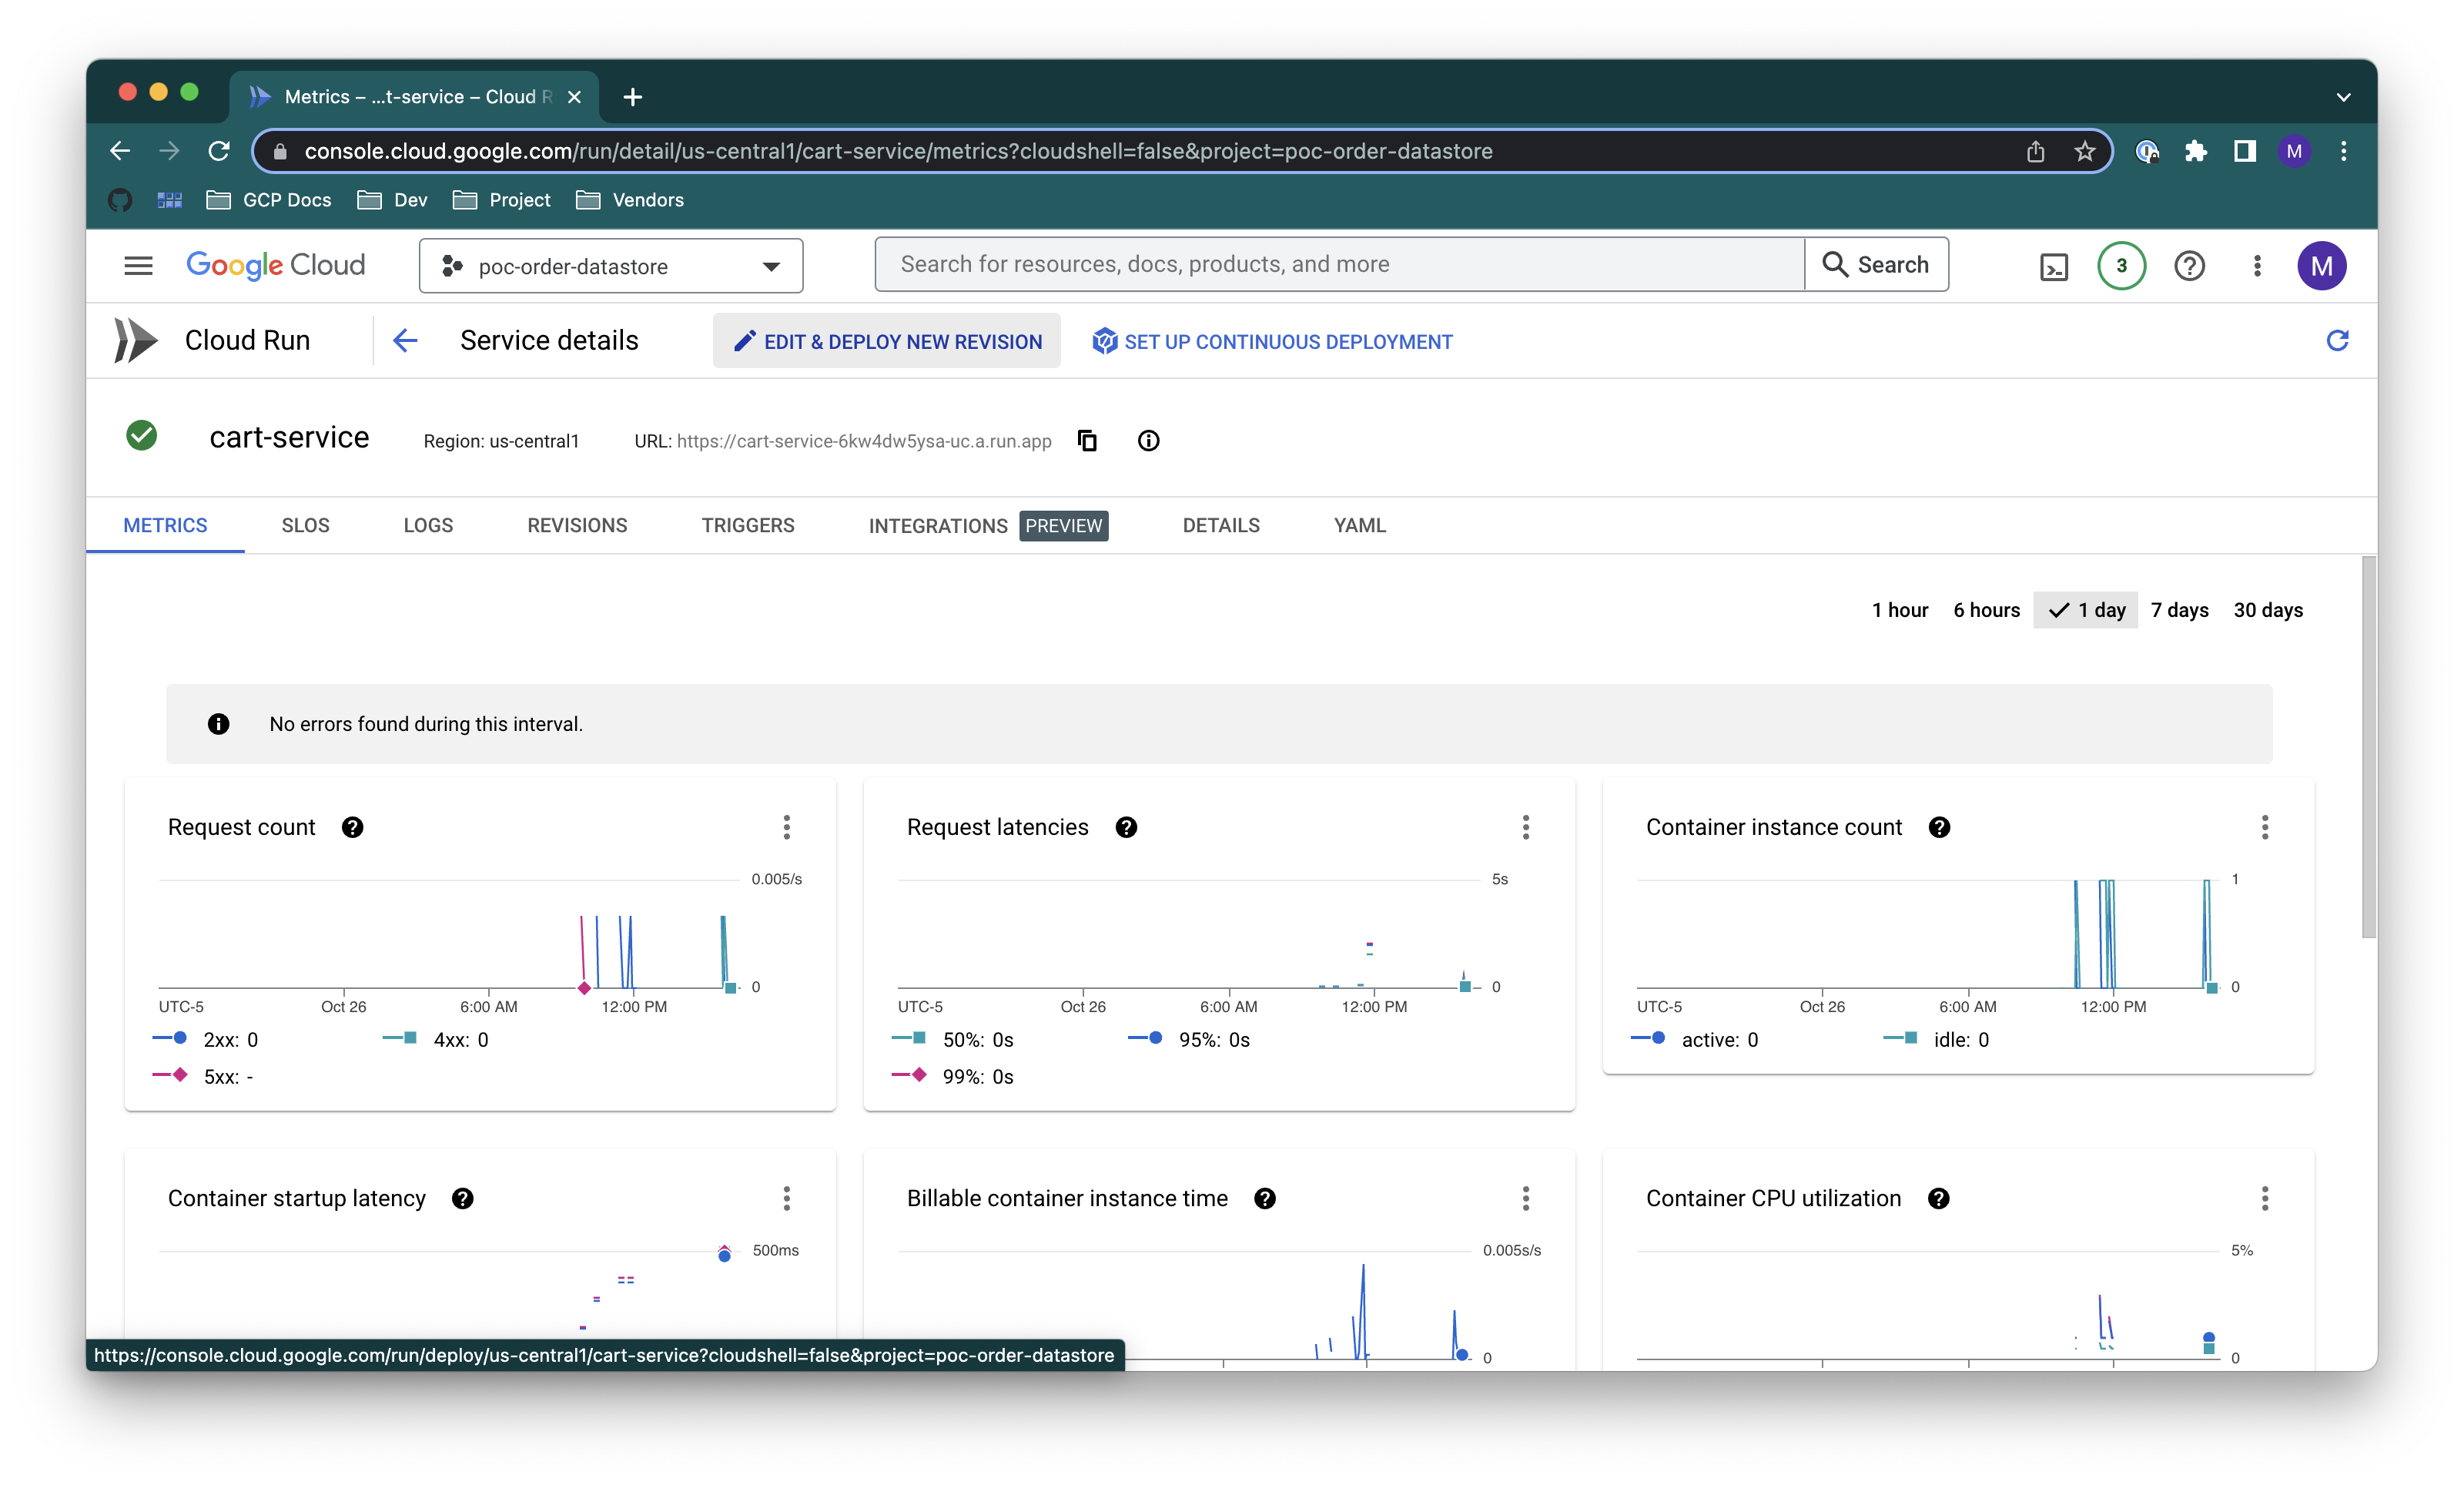 Metrics – ...t-service – Cloud R
console.cloud.google.com/run/detail/us-central1/cart-service/metrics?cloudshell=false&project=poc-order-datastore
M
GCP Docs Dev Project Vendors
Google Cloud
poc-order-datastore
Search for resources, docs, products, and more
Search
3
M
Cloud Run
Service details
EDIT & DEPLOY NEW REVISION
SET UP CONTINUOUS DEPLOYMENT
cart-service
Region: us-central1
URL: https://cart-service-6kw4dw5ysa-uc.a.run.app
METRICS SLOS LOGS REVISIONS TRIGGERS INTEGRATIONS PREVIEW DETAILS YAML
1 hour 6 hours 1 day 7 days 30 days
No errors found during this interval.
Request count
0.005/s
0
UTC-5 Oct 26 6:00 AM 12:00 PM
2xx: 0 4xx: 0
5xx: -
Request latencies
5s
0
UTC-5 Oct 26 6:00 AM 12:00 PM
50%: 0s 95%: 0s
99%: 0s
Container instance count
1
0
UTC-5 Oct 26 6:00 AM 12:00 PM
active: 0 idle: 0
Container startup latency
500ms
Billable container instance time
0.005s/s
0
Container CPU utilization
5%
0
https://console.cloud.google.com/run/deploy/us-central1/cart-service?cloudshell=false&project=poc-order-datastore